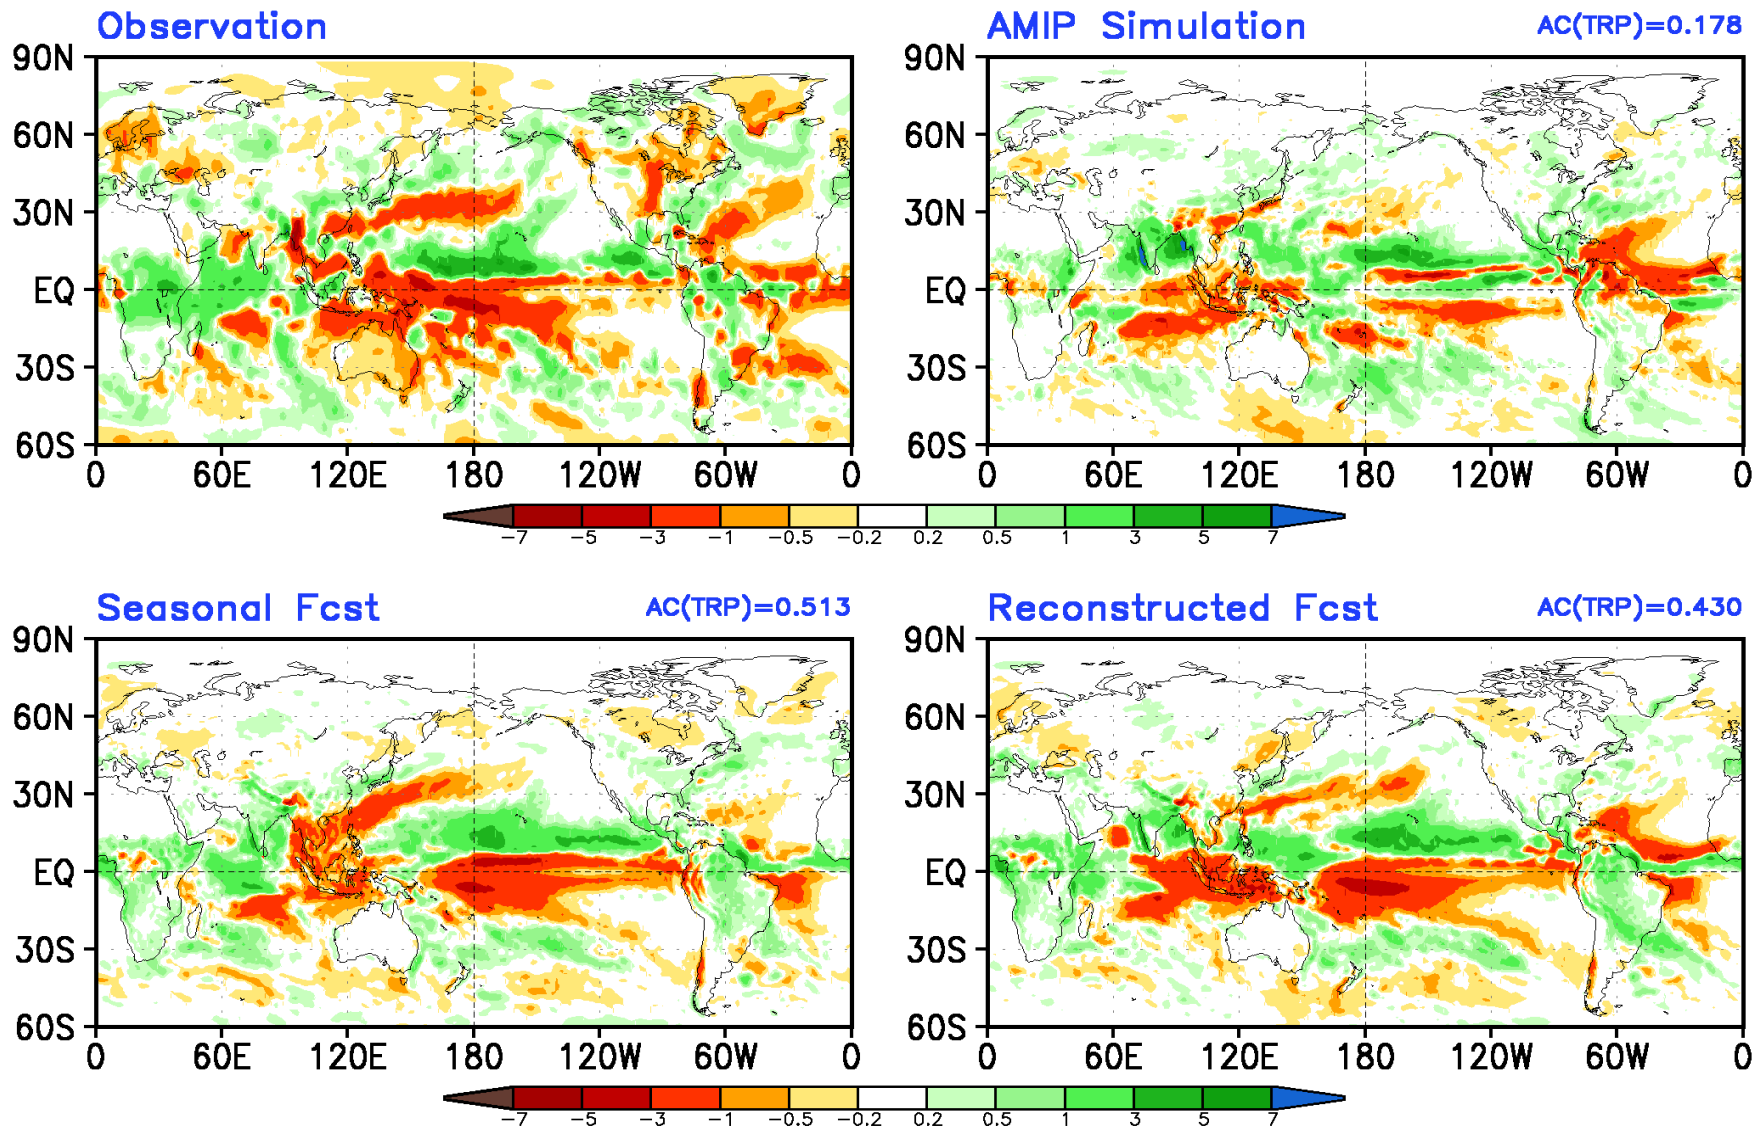 Observation
AMIP Simulation AC(TRP)=0.178
90N 90N
60N 60N
30N 30N
EQ EQ
30S 30S
60S 60S
0 60E 120E 180 120W 60W 0 0 60E 120E 180 120W 60W 0
-7 -5 -3 -1 -0.5 -0.2 0.2 0.5 1 3 5 7
Seasonal Fcst AC(TRP)=0.513
Reconstructed Fcst AC(TRP)=0.430
90N 90N
60N 60N
30N 30N
EQ EQ
30S 30S
60S 60S
0 60E 120E 180 120W 60W 0 0 60E 120E 180 120W 60W 0
-7 -5 -3 -1 -0.5 -0.2 0.2 0.5 1 3 5 7